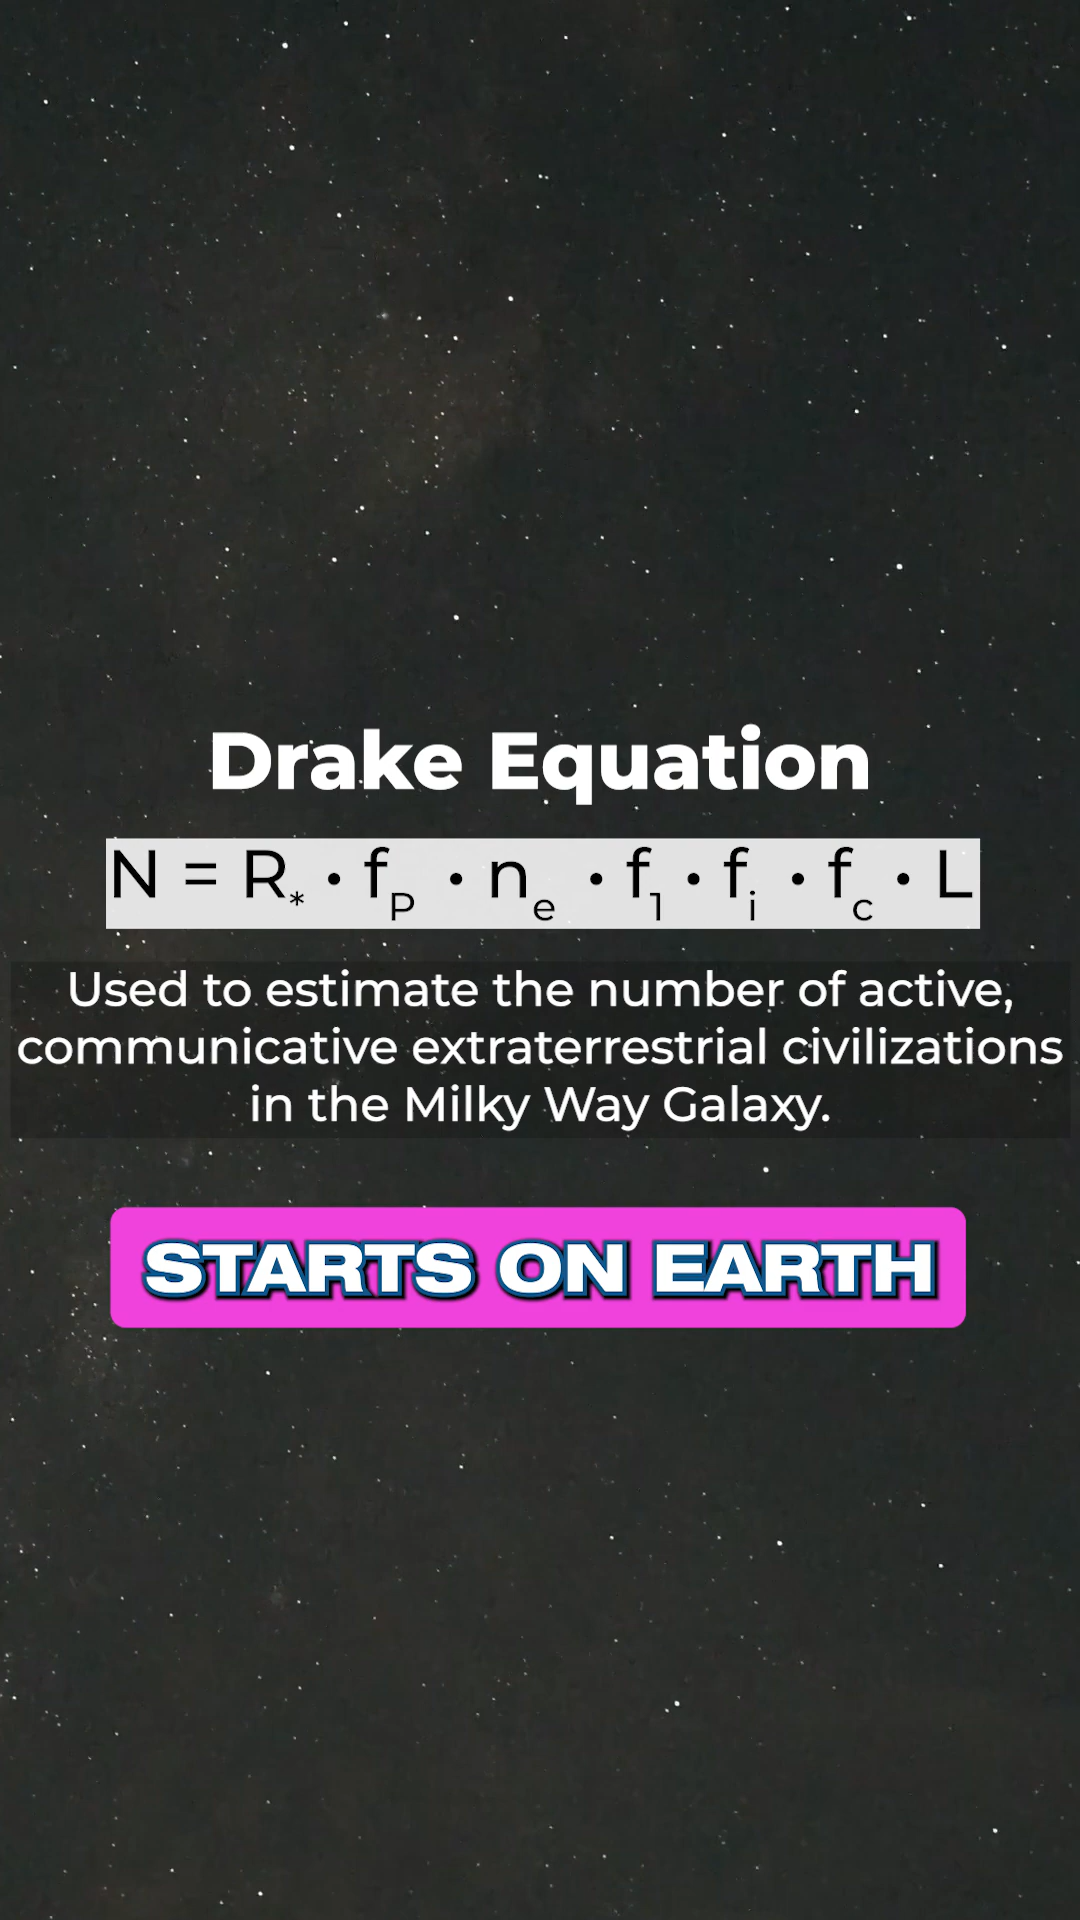 Drake Equation
N = R* • fP • ne • f1 • fi • fc • L
Used to estimate the number of active,
communicative extraterrestrial civilizations
in the Milky Way Galaxy.
STARTS ON EARTH